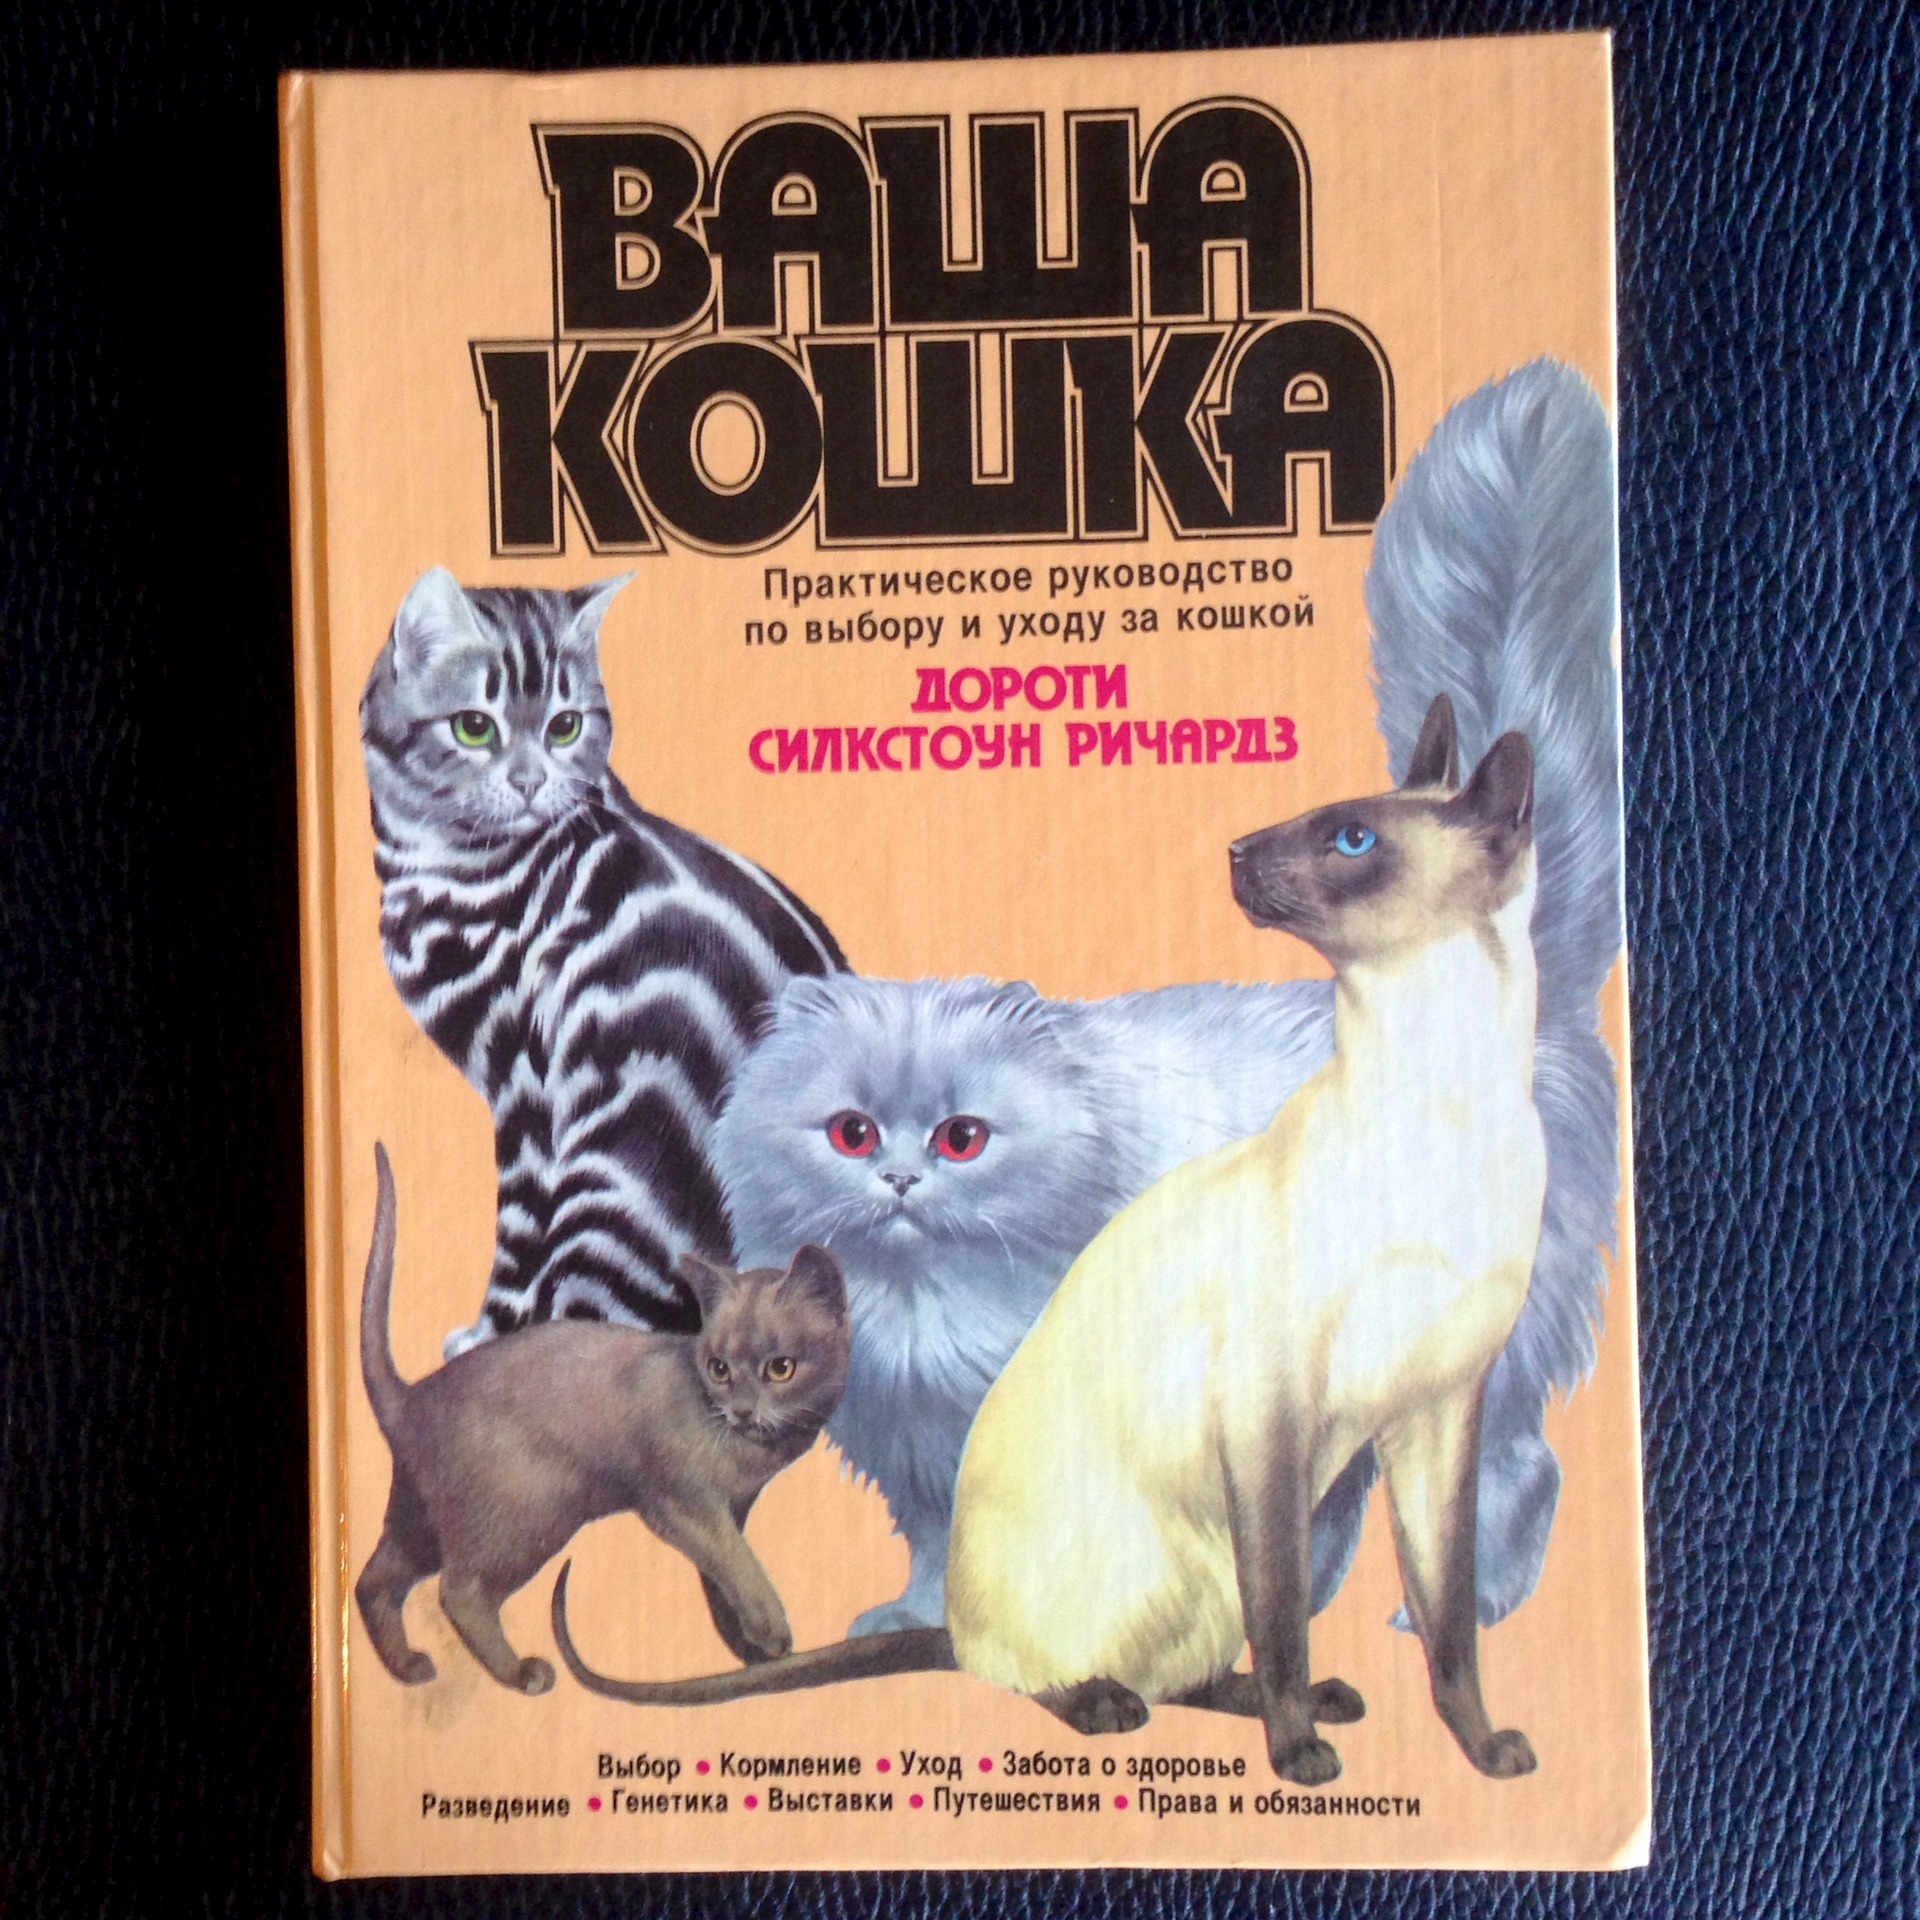 ВАША
КОШКА
Практическое руководство
по выбору и уходу за кошкой
ДОРОТИ
СИЛКСТОУН РИЧАРДЗ
Выбор • Кормление • Уход • Забота о здоровье
Разведение • Генетика • Выставки • Путешествия • Права и обязанности